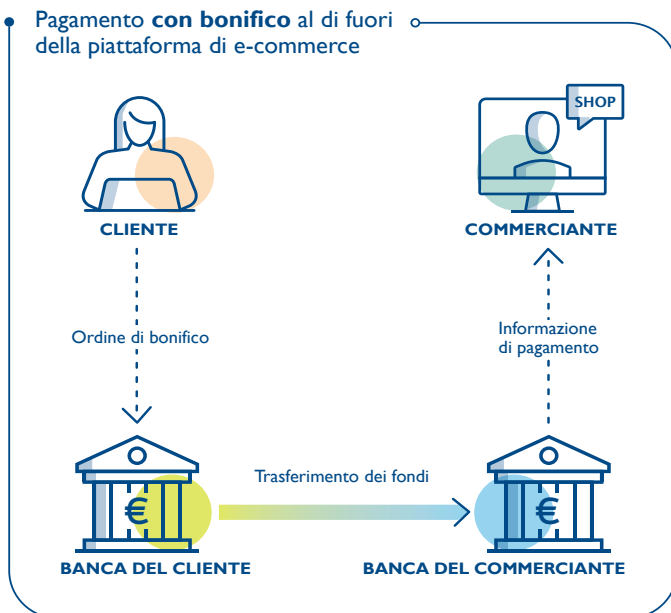 Pagamento con bonifico al di fuori
della piattaforma di e-commerce
SHOP
CLIENTE
COMMERCIANTE
Ordine di bonifico
Informazione
di pagamento
Trasferimento dei fondi
€
€
BANCA DEL CLIENTE
BANCA DEL COMMERCIANTE